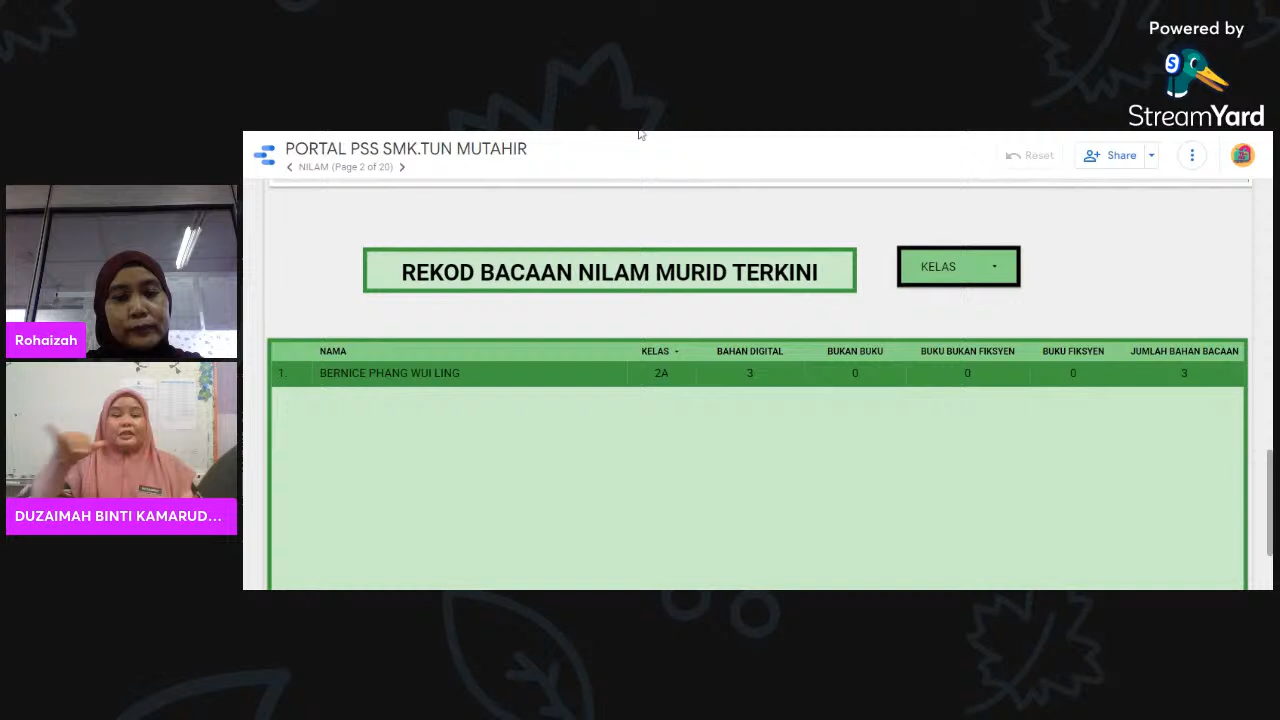 Powered by
StreamYard
PORTAL PSS SMK.TUN MUTAHIR
NILAM (Page 2 of 20)
Reset
Share
REKOD BACAAN NILAM MURID TERKINI
KELAS
NAMA KELAS BAHAN DIGITAL BUKAN BUKU BUKU BUKAN FIKSYEN BUKU FIKSYEN JUMLAH BAHAN BACAAN
1. BERNICE PHANG WUI LING 2A 3 0 0 0 3
Rohaizah
DUZAIMAH BINTI KAMARUD...